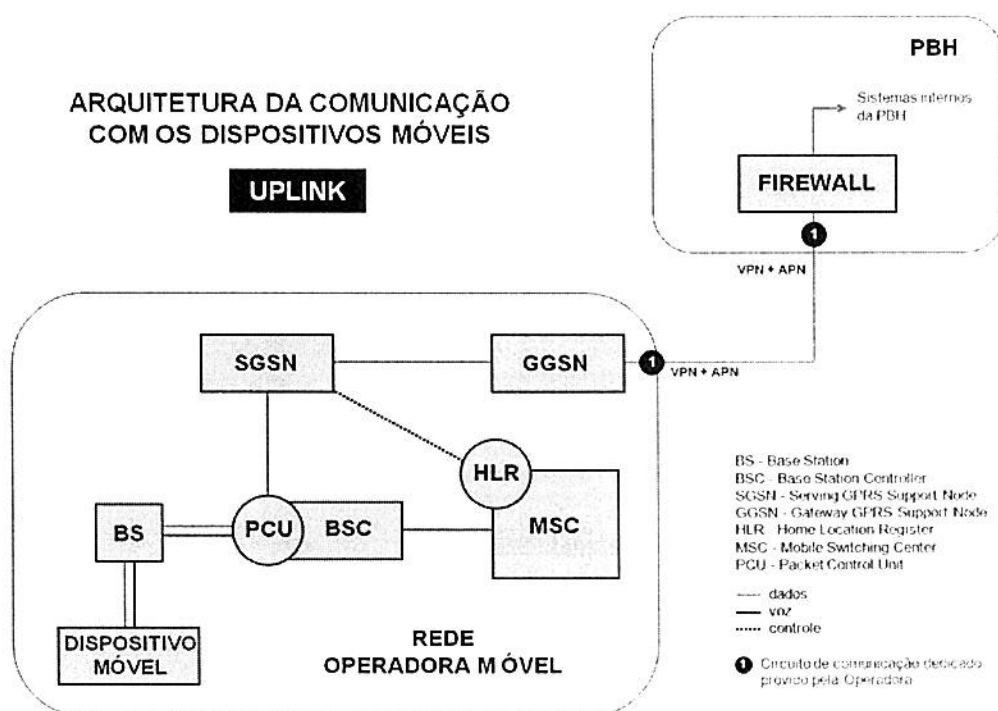 ARQUITETURA DA COMUNICAÇÃO
COM OS DISPOSITIVOS MÓVEIS
UPLINK
PBH
Sistemas internos
da PBH
FIREWALL
1
VPN + APN
SGSN
GGSN
1
VPN + APN
HLR
MSC
BS
PCU
BSC
DISPOSITIVO
MÓVEL
REDE
OPERADORA MÓVEL
BS - Base Station
BSC - Base Station Controller
SGSN - Serving GPRS Support Node
GGSN - Gateway GPRS Support Node
HLR - Home Location Register
MSC - Mobile Switching Center
PCU - Packet Control Unit
dados
voz
controle
1 Circuito de comunicação dedicado
provido pela Operadora